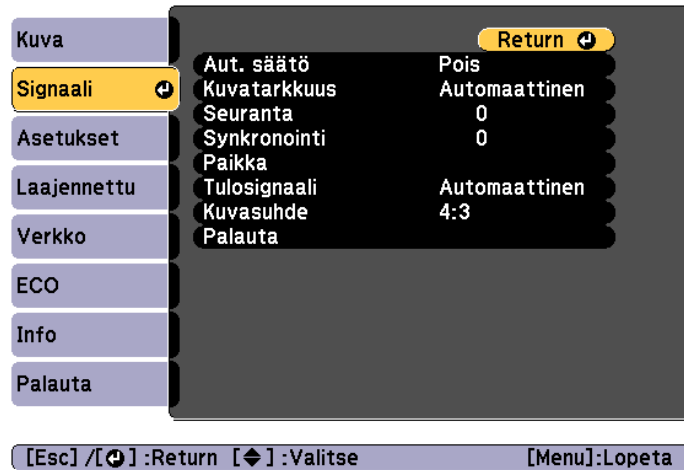 Kuva
Signaali
Asetukset
Laajennettu
Verkko
ECO
Info
Palauta
Return
Aut. säätö Pois
Kuvatarkkuus Automaattinen
Seuranta 0
Synkronointi 0
Paikka
Tulosignaali Automaattinen
Kuvasuhde 4:3
Palauta
[Esc] /[ ] :Return [ ] :Valitse [Menu]:Lopeta